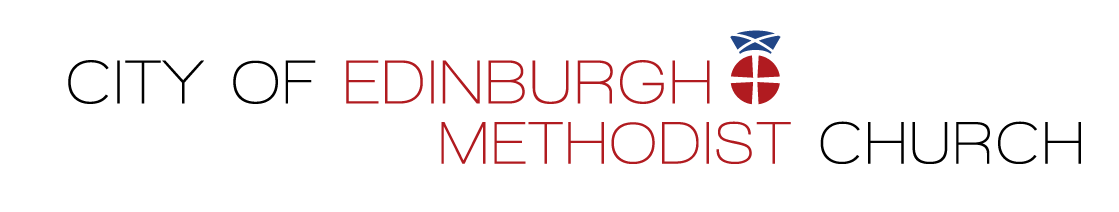 CITY OF EDINBURGH
METHODIST CHURCH